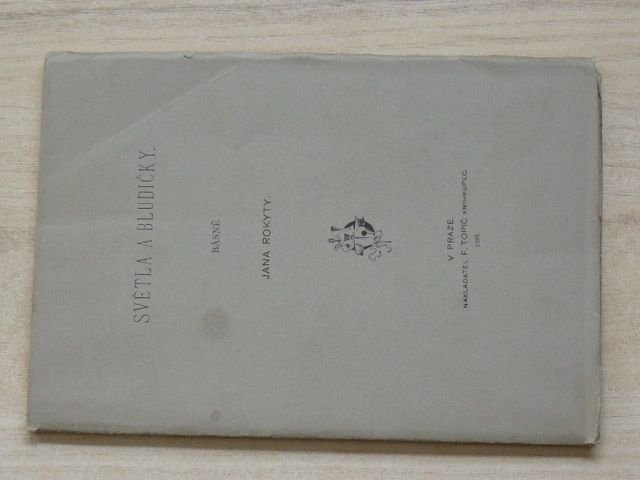 SVĚTLA A BLUDIČKY.
BÁSNĚ
JANA ROKYTY.
V PRAZE.
NAKLADATEL F. TOPIČ KNIHKUPEC.